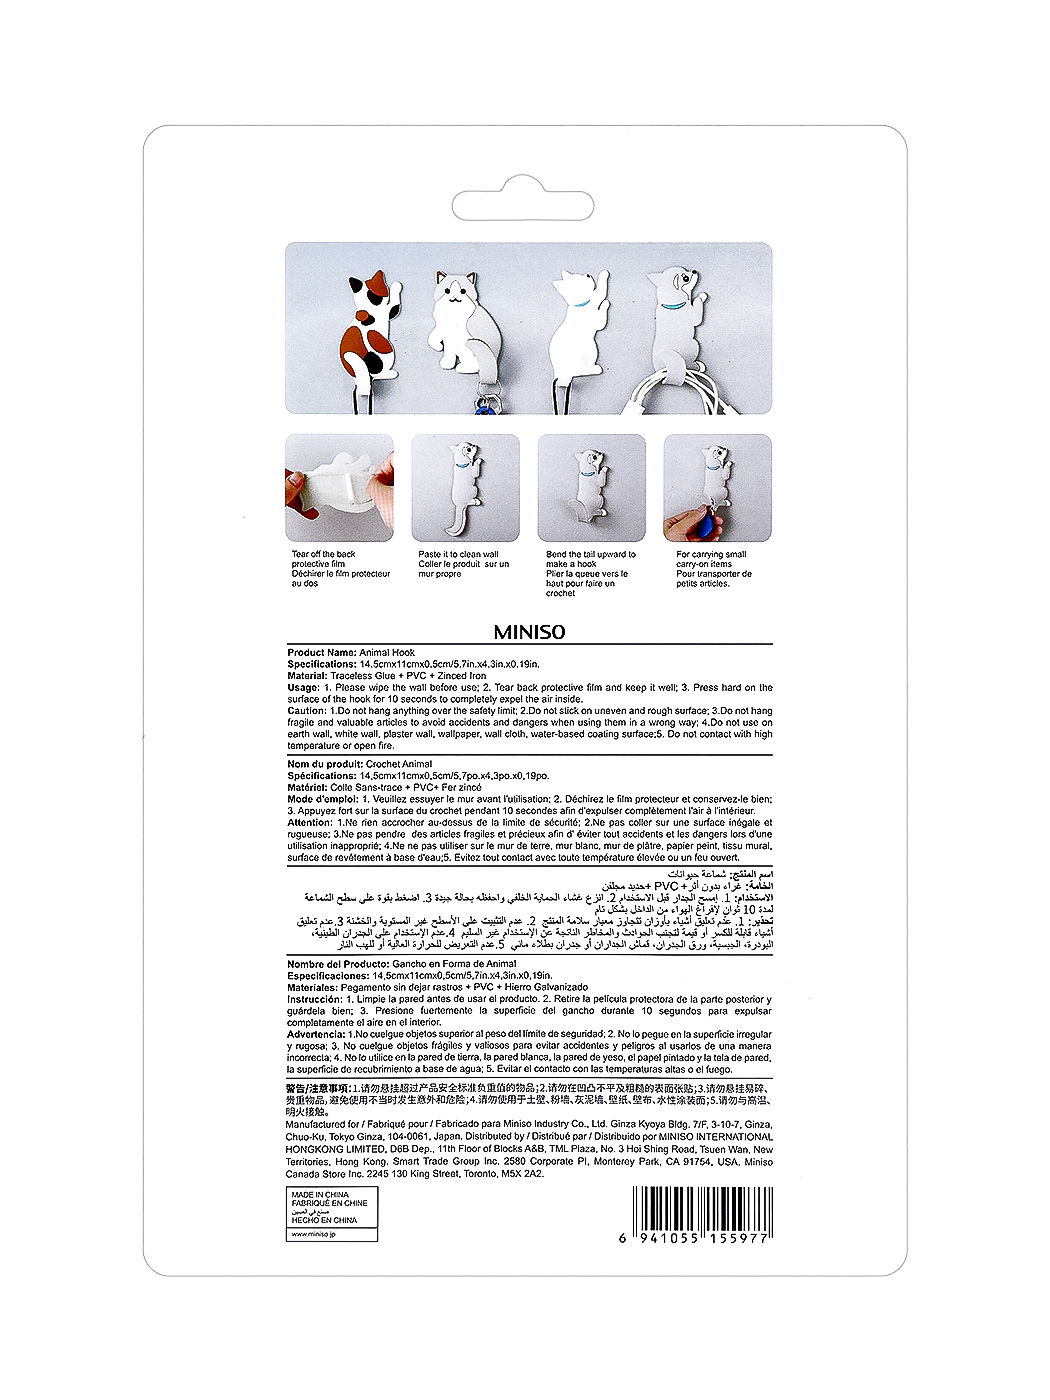 Tear off the back
protective film
Déchirer le film protecteur
au dos
Paste it to clean wall
Coller le produit sur un
mur propre
Bend the tail upward to
make a hook
Plier la queue vers le
haut pour faire un
crochet
For carrying small
carry-on items
Pour transporter de
petits articles.
MINISO
Product Name: Animal Hook
Specifications: 14.5cmx11cmx0.5cm/5.7in.x4.3in.x0.19in.
Material: Traceless Glue + PVC + Zinced Iron
Usage: 1. Please wipe the wall before use; 2. Tear back protective film and keep it well; 3. Press hard on the
surface of the hook for 10 seconds to completely expel the air inside.
Caution: 1.Do not hang anything over the safety limit; 2.Do not stick on uneven and rough surface; 3.Do not hang
fragile and valuable articles to avoid accidents and dangers when using them in a wrong way; 4.Do not use on
earth wall, white wall, plaster wall, wallpaper, wall cloth, water-based coating surface;5. Do not contact with high
temperature or open fire.
Nom du produit: Crochet Animal
Spécifications: 14,5cmx11cmx0,5cm/5,7po.x4,3po.x0,19po.
Matériel: Colle Sans-trace + PVC+ Fer zincé
Mode d'emploi: 1. Veuillez essuyer le mur avant l'utilisation; 2. Déchirez le film protecteur et conservez-le bien;
3. Appuyez fort sur la surface du crochet pendant 10 secondes afin d'expulser complètement l'air à l'intérieur.
Attention: 1.Ne rien accrocher au-dessus de la limite de sécurité; 2.Ne pas coller sur une surface inégale et
rugueuse; 3.Ne pas pendre des articles fragiles et précieux afin d' éviter tout accidents et les dangers lors d'une
utilisation inapproprié; 4.Ne ne pas utiliser sur le mur de terre, mur blanc, mur de plâtre, papier peint, tissu mural,
surface de revêtement à base d'eau;5. Evitez tout contact avec toute température élevée ou un feu ouvert.
اسم المنتج: شماعة حيوانات
الخامة: غراء بدون أثر+ PVC +حديد مجلفن
الاستخدام: 1. إمسح الجدار قبل الاستخدام 2. انزع غشاء الحماية الخلفي واحفظه بحالة جيدة 3. اضغط بقوة على سطح الشماعة
لمدة 10 ثوان لإفراغ الهواء من الداخل بشكل تام
تحذير: 1. عدم تعليق أشياء بأوزان تتجاوز معيار سلامة المنتج 2. عدم التثبيت على الأسطح غير المستوية والخشنة 3.عدم تعليق
أشياء قابلة للكسر أو قيمة لتجنب الحوادث والمخاطر الناتجة عن الإستخدام غير السليم 4.عدم الإستخدام على الجدران الطينية،
البودرة، الجبسية، ورق الجدران، قماش الجداران أو جدران بطلاء مائي 5.عدم التعريض للحرارة العالية أو للهب النار
Nombre del Producto: Gancho en Forma de Animal
Especificaciones: 14,5cmx11cmx0,5cm/5,7in.x4,3in.x0,19in.
Materiales: Pegamento sin dejar rastros + PVC + Hierro Galvanizado
Instrucción: 1. Limpie la pared antes de usar el producto. 2. Retire la película protectora de la parte posterior y
guárdela bien; 3. Presione fuertemente la superficie del gancho durante 10 segundos para expulsar
completamente el aire en el interior.
Advertencia: 1.No cuelgue objetos superior al peso del límite de seguridad; 2. No lo pegue en la superficie irregular
y rugosa; 3. No cuelgue objetos frágiles y valiosos para evitar accidentes y peligros al usarlos de una manera
incorrecta; 4. No lo utilice en la pared de tierra, la pared blanca, la pared de yeso, el papel pintado y la tela de pared,
la superficie de recubrimiento a base de agua; 5. Evitar el contacto con las temperaturas altas o el fuego.
警告/注意事项:1.请勿悬挂超过产品安全标准负重值的物品;2.请勿在凹凸不平及粗糙的表面张贴;3.请勿悬挂易碎、
贵重物品,避免使用不当时发生意外和危险;4.请勿使用于土壁、粉墙、灰泥墙、壁纸、壁布、水性涂装面;5.请勿与高温、
明火接触。
Manufactured for / Fabriqué pour / Fabricado para Miniso Industry Co., Ltd. Ginza Kyoya Bldg. 7/F, 3-10-7, Ginza,
Chuo-Ku, Tokyo Ginza, 104-0061, Japan. Distributed by / Distribué par / Distribuido por MINISO INTERNATIONAL
HONGKONG LIMITED, D6B Dep., 11th Floor of Blocks A&B, TML Plaza, No. 3 Hoi Shing Road, Tsuen Wan, New
Territories, Hong Kong. Smart Trade Group Inc. 2580 Corporate Pl, Monterey Park, CA 91754, USA. Miniso
Canada Store Inc. 2245 130 King Street, Toronto, M5X 2A2.
MADE IN CHINA
FABRIQUÉ EN CHINE
صنع في الصين
HECHO EN CHINA
www.miniso.jp
6 941055 155977